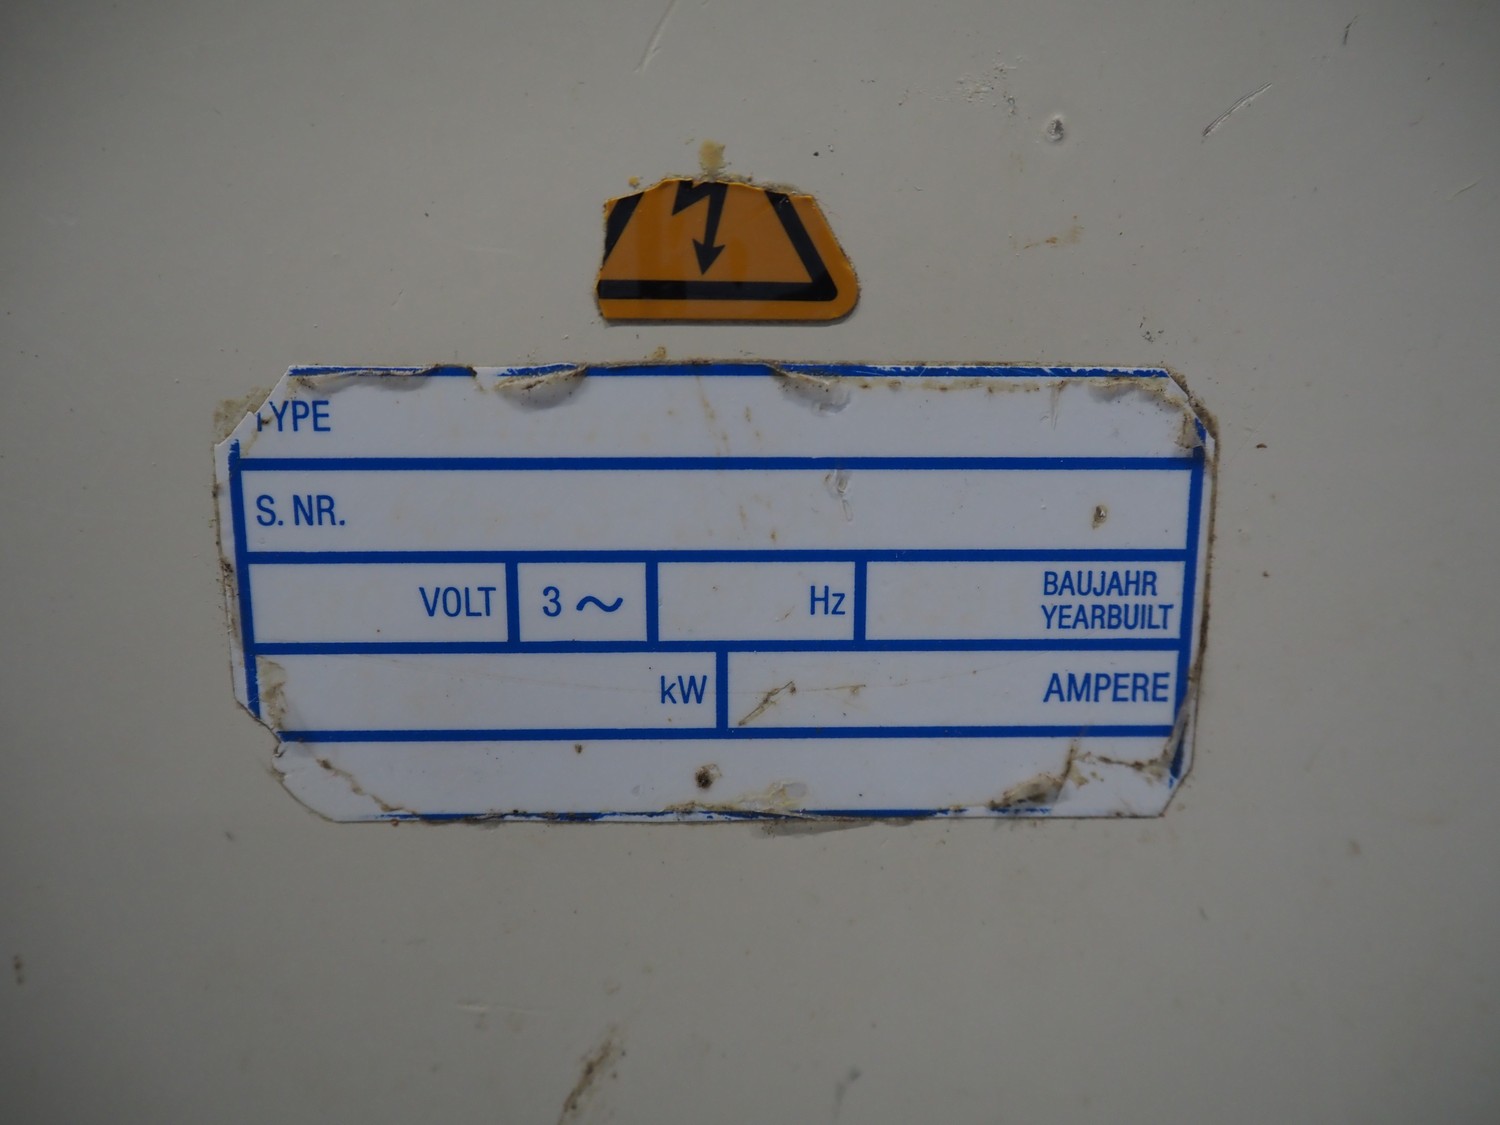 TYPE
S. NR.
VOLT 3 ~ Hz BAUJAHR
YEARBUILT
kW AMPERE